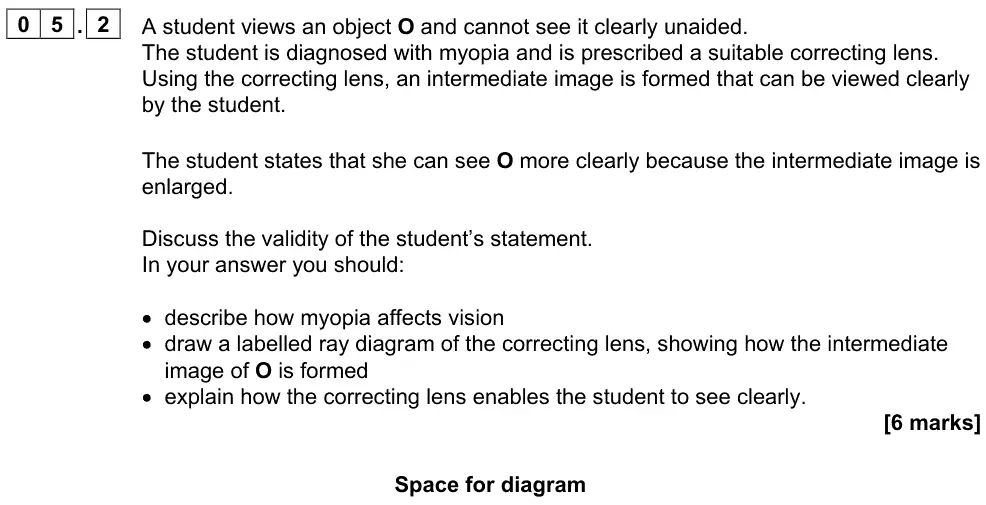 0 5 . 2 A student views an object O and cannot see it clearly unaided.
The student is diagnosed with myopia and is prescribed a suitable correcting lens.
Using the correcting lens, an intermediate image is formed that can be viewed clearly
by the student.
The student states that she can see O more clearly because the intermediate image is
enlarged.
Discuss the validity of the student's statement.
In your answer you should:
• describe how myopia affects vision
• draw a labelled ray diagram of the correcting lens, showing how the intermediate
image of O is formed
• explain how the correcting lens enables the student to see clearly.
[6 marks]
Space for diagram